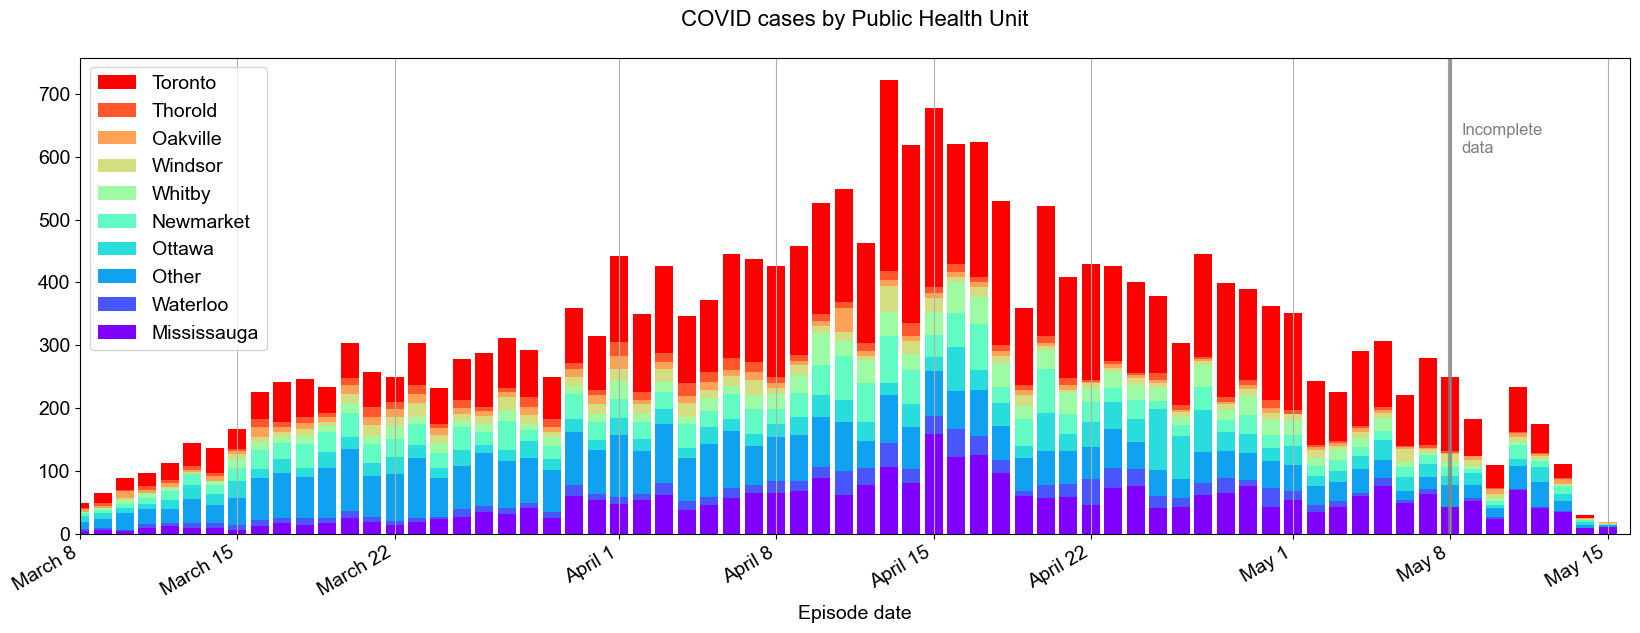 COVID cases by Public Health Unit
700
600
500
400
300
200
100
0
Toronto
Thorold
Oakville
Windsor
Whitby
Newmarket
Ottawa
Other
Waterloo
Mississauga
Incomplete
data
March 8
March 15
March 22
April 1
April 8
April 15
April 22
May 1
May 8
May 15
Episode date